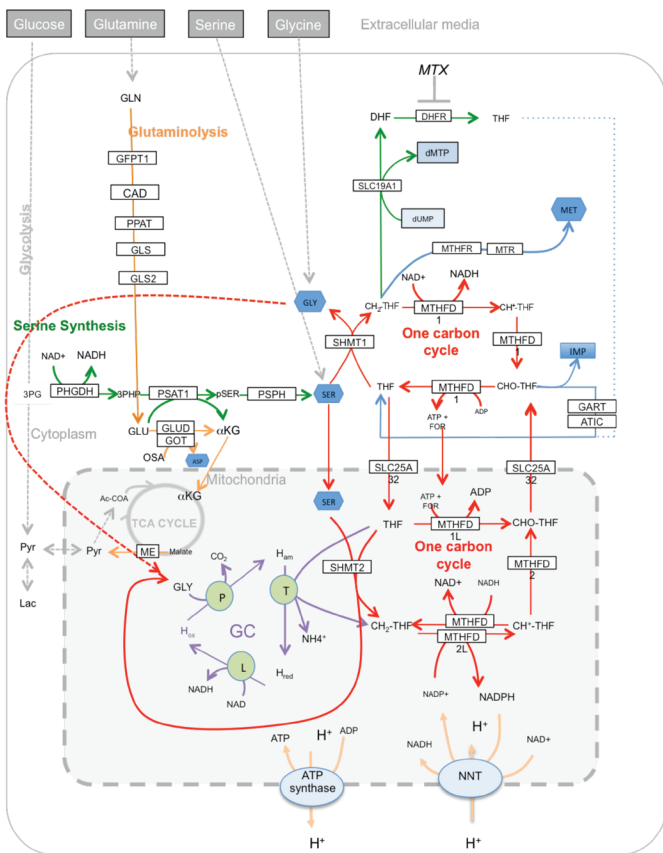 Glucose
Glutamine
Serine
Glycine
Extracellular media
MTX
GLN
DHF
DHFR
THF
Glutaminolysis
dMTP
GFPT1
SLC19A1
CAD
dUMP
MET
PPAT
Glycolysis
GLS
MTHFR
MTR
GLS2
NAD+
NADH
GLY
CH2-THF
MTHFD
1
CH+-THF
Serine Synthesis
SHMT1
One carbon
cycle
MTHFD
NAD+
NADH
IMP
3PG
PHGDH
3PHP
PSAT1
pSER
PSPH
SER
THF
MTHFD
1
CHO-THF
ATP +
FOR
ADP
GART
ATIC
Cytoplasm
GLU
GLUD
GOT
αKG
OSA
ASP
SLC25A
32
SLC25A
32
Mitochondria
Ac-COA
αKG
SER
ATP +
FOR
ADP
TCA CYCLE
THF
MTHFD
1L
CHO-THF
Pyr
Pyr
ME
Malate
One carbon
cycle
CO2
Ham
SHMT2
MTHFD
2
GLY
P
T
NAD+
NADH
Lac
Hox
GC
NH4+
CH2-THF
MTHFD
MTHFD
2L
CH+-THF
L
Hred
NADH
NAD
NADP+
NADPH
ATP
H+
ADP
H+
NADH
NAD+
ATP
synthase
NNT
H+
H+